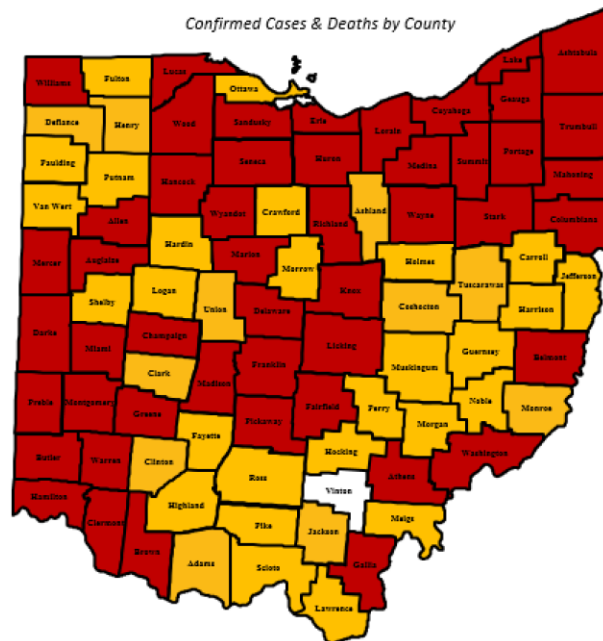 Confirmed Cases & Deaths by County
Williams
Fulton
Lucas
Ottawa
Lake
Ashtabula
Geauga
Cuyahoga
Defiance
Henry
Wood
Sandusky
Erie
Lorain
Trumbull
Paulding
Putnam
Hancock
Seneca
Huron
Medina
Summit
Portage
Mahoning
Van Wert
Allen
Wyandot
Crawford
Richland
Ashland
Wayne
Stark
Columbiana
Mercer
Auglaize
Hardin
Marion
Morrow
Holmes
Carroll
Jefferson
Shelby
Logan
Union
Delaware
Knox
Coshocton
Tuscarawas
Harrison
Darke
Miami
Champaign
Clark
Madison
Franklin
Licking
Muskingum
Guernsey
Belmont
Preble
Montgomery
Greene
Fayette
Pickaway
Fairfield
Perry
Morgan
Noble
Monroe
Butler
Warren
Clinton
Ross
Hocking
Athens
Washington
Hamilton
Clermont
Brown
Highland
Pike
Vinton
Jackson
Meigs
Adams
Scioto
Gallia
Lawrence